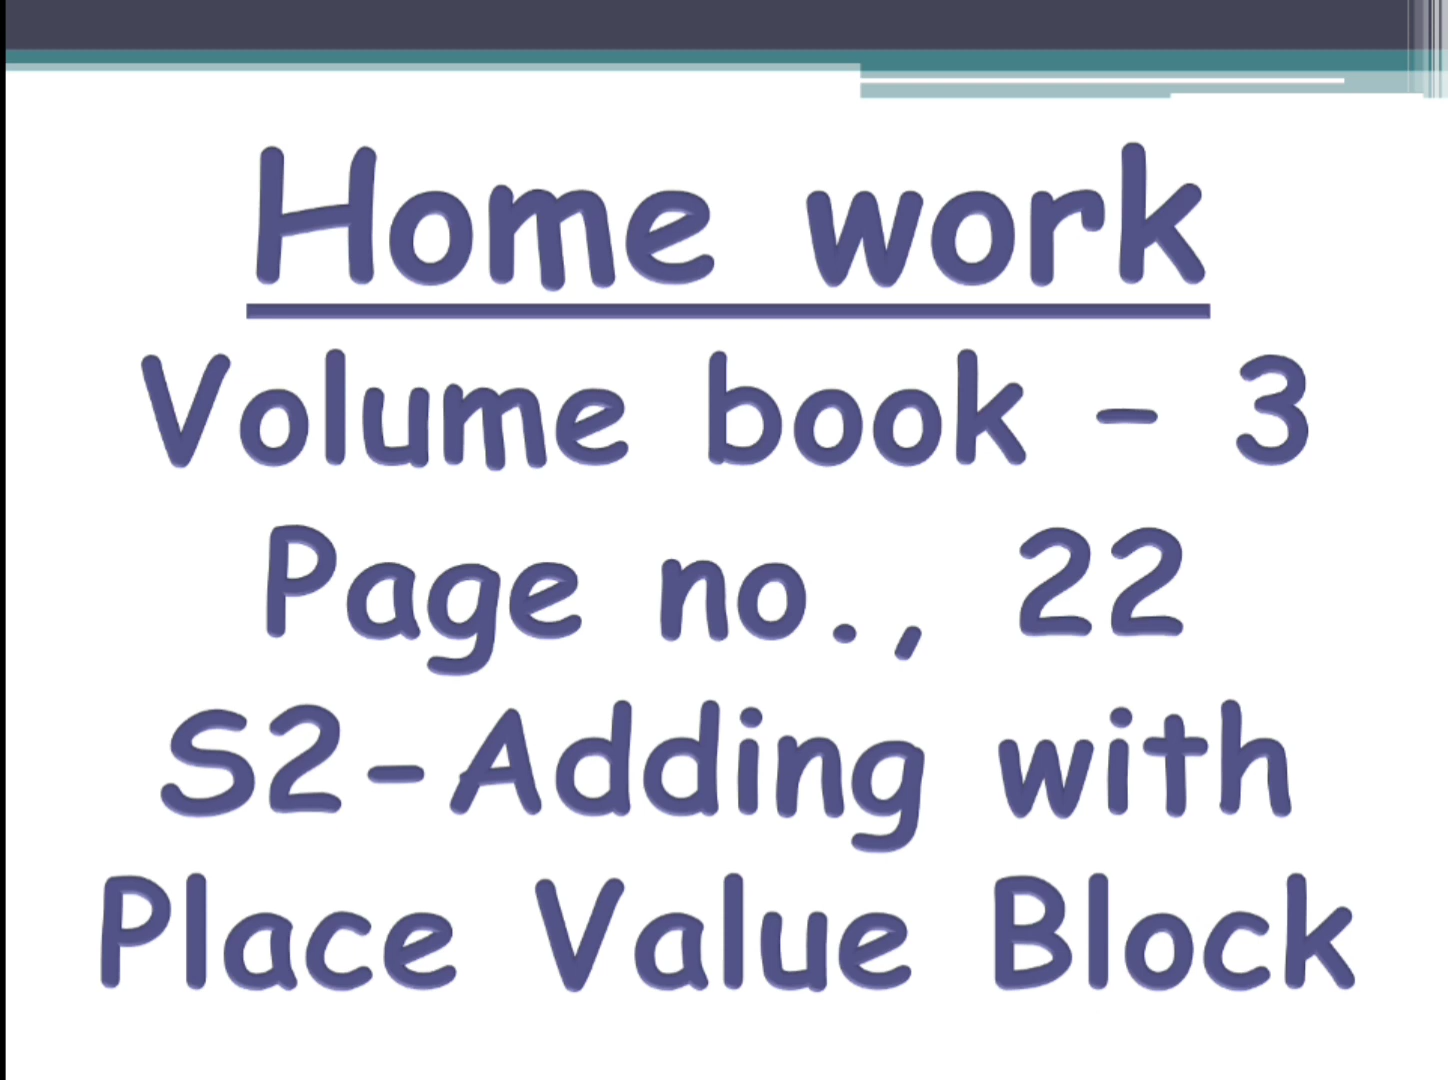 Home work
Volume book - 3
Page no., 22
S2-Adding with
Place Value Block